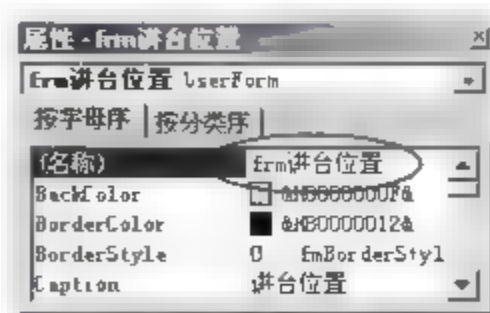 属性 - frm讲台位置
frm讲台位置 UserForm
按字母序 按分类序
(名称) frm讲台位置
BackColor &H8000000F&
BorderColor &H80000012&
BorderStyle 0 fmBorderStyl
Caption 讲台位置